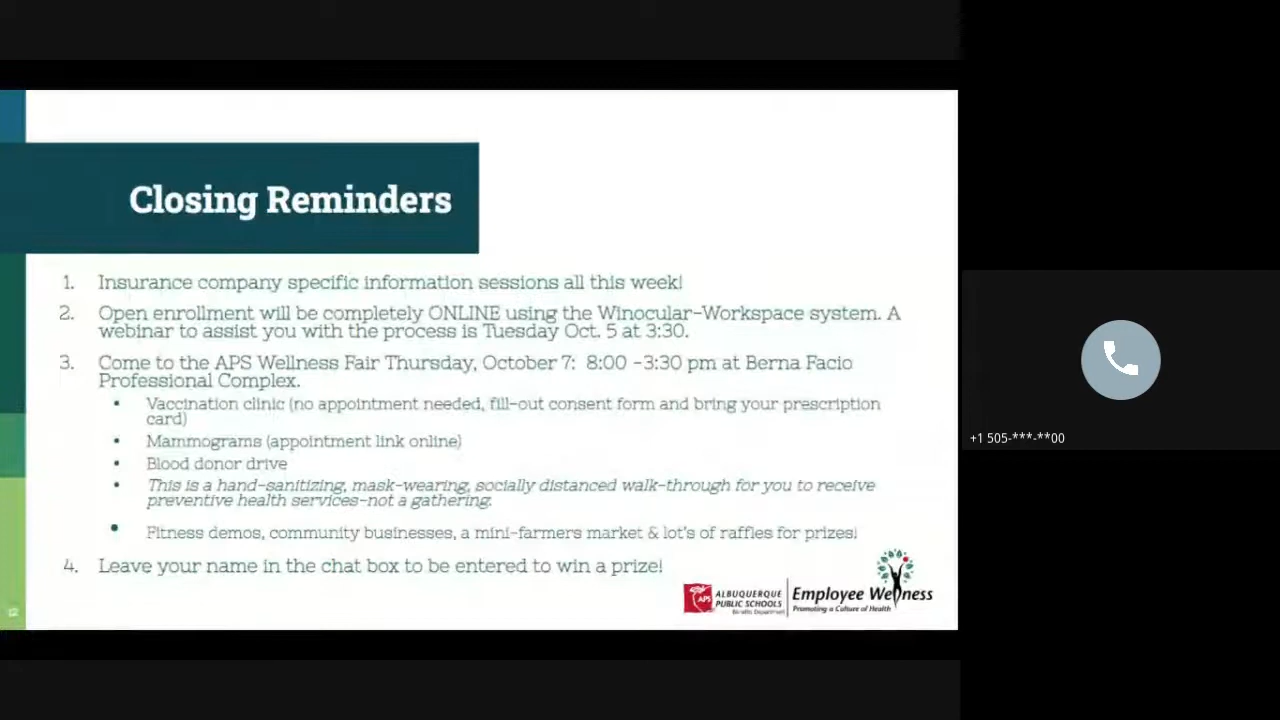 Closing Reminders
1. Insurance company specific information sessions all this week!
2. Open enrollment will be completely ONLINE using the Winocular-Workspace system. A
webinar to assist you with the process is Tuesday Oct. 5 at 3:30.
3. Come to the APS Wellness Fair Thursday, October 7: 8:00 -3:30 pm at Berna Facio
Professional Complex.
• Vaccination clinic (no appointment needed, fill-out consent form and bring your prescription
card)
• Mammograms (appointment link online)
• Blood donor drive
• This is a hand-sanitizing, mask-wearing, socially distanced walk-through for you to receive
preventive health services-not a gathering.
• Fitness demos, community businesses, a mini-farmers market & lot's of raffles for prizes!
4. Leave your name in the chat box to be entered to win a prize!
APS
ALBUQUERQUE
PUBLIC SCHOOLS
Benefits Department
Employee Wellness
Promoting a Culture of Health
+1 505-***-**00